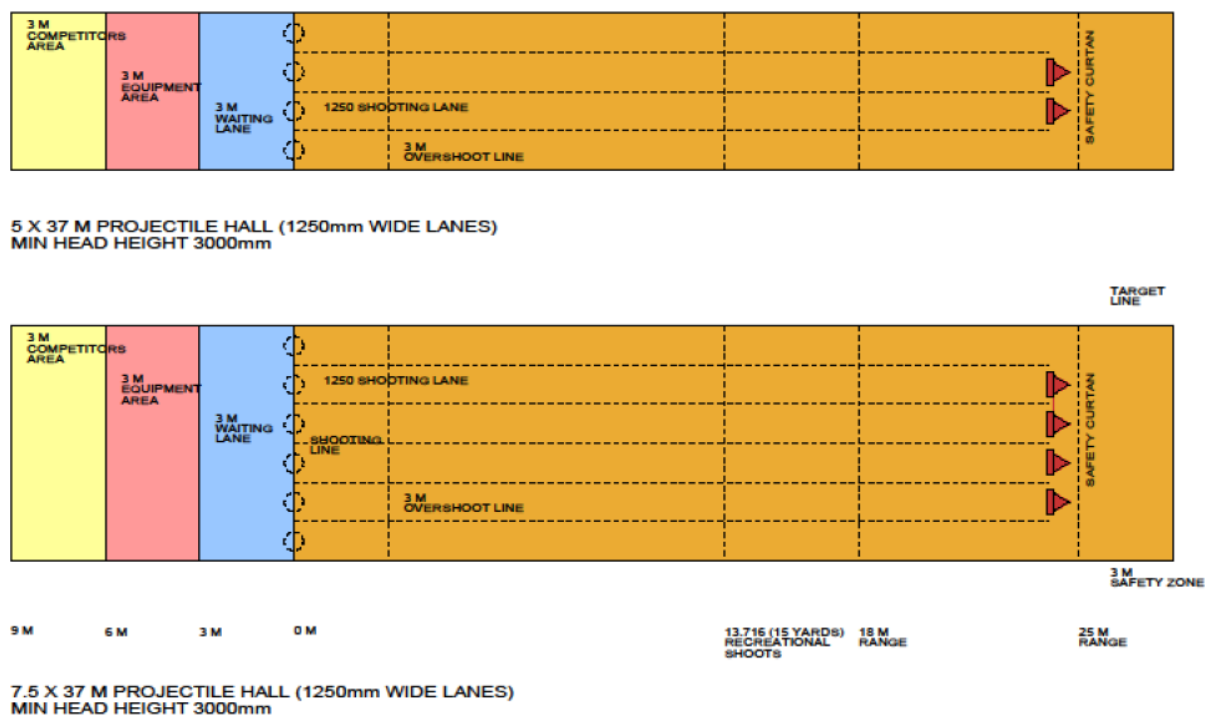 3 M
COMPETITORS
AREA
3 M
EQUIPMENT
AREA
3 M
WAITING
LANE
1250 SHOOTING LANE
3 M
OVERSHOOT LINE
SAFETY CURTAN
5 X 37 M PROJECTILE HALL (1250mm WIDE LANES)
MIN HEAD HEIGHT 3000mm
TARGET
LINE
3 M
COMPETITORS
AREA
3 M
EQUIPMENT
AREA
3 M
WAITING
LANE
1250 SHOOTING LANE
SHOOTING
LINE
3 M
OVERSHOOT LINE
SAFETY CURTAN
3 M
SAFETY ZONE
9 M
6 M
3 M
0 M
13.716 (15 YARDS)
RECREATIONAL
SHOOTS
18 M
RANGE
25 M
RANGE
7.5 X 37 M PROJECTILE HALL (1250mm WIDE LANES)
MIN HEAD HEIGHT 3000mm